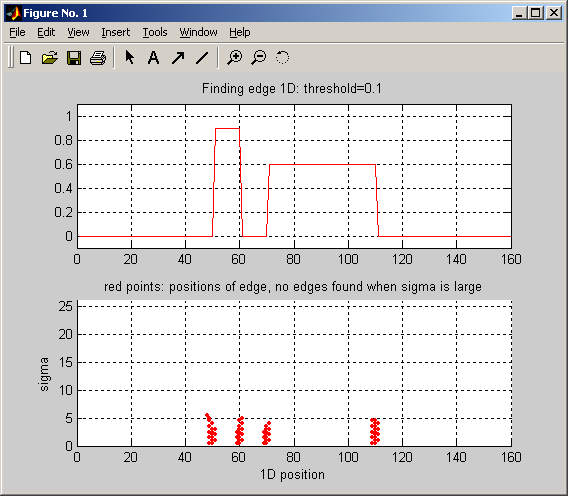 Figure No. 1
File Edit View Insert Tools Window Help
A
Finding edge 1D: threshold=0.1
1
0.8
0.6
0.4
0.2
0
0 20 40 60 80 100 120 140 160
red points: positions of edge, no edges found when sigma is large
25
20
15
10
5
0
sigma
0 20 40 60 80 100 120 140 160
1D position